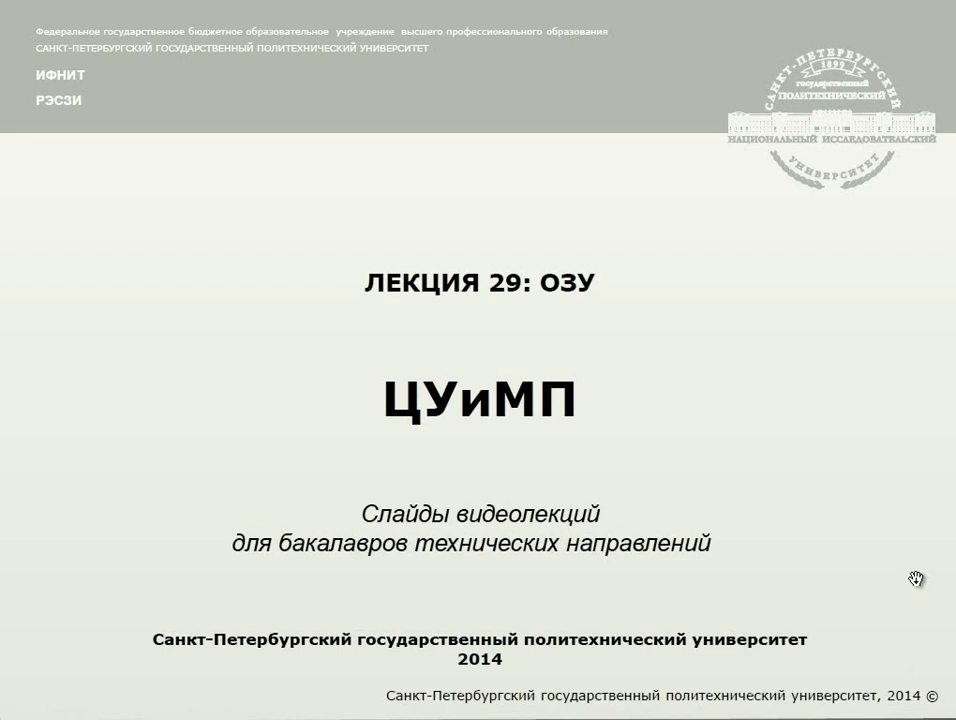 Федеральное государственное бюджетное образовательное учреждение высшего профессионального образования
САНКТ-ПЕТЕРБУРГСКИЙ ГОСУДАРСТВЕННЫЙ ПОЛИТЕХНИЧЕСКИЙ УНИВЕРСИТЕТ
ИФНИТ
РЭСЗИ
САНКТ-ПЕТЕРБУРГСКИЙ
1899
государственный
ПОЛИТЕХНИЧЕСКИЙ
НАЦИОНАЛЬНЫЙ ИССЛЕДОВАТЕЛЬСКИЙ
УНИВЕРСИТЕТ
ЛЕКЦИЯ 29: ОЗУ
ЦУиМП
Слайды видеолекций
для бакалавров технических направлений
Санкт-Петербургский государственный политехнический университет
2014
Санкт-Петербургский государственный политехнический университет, 2014 ©